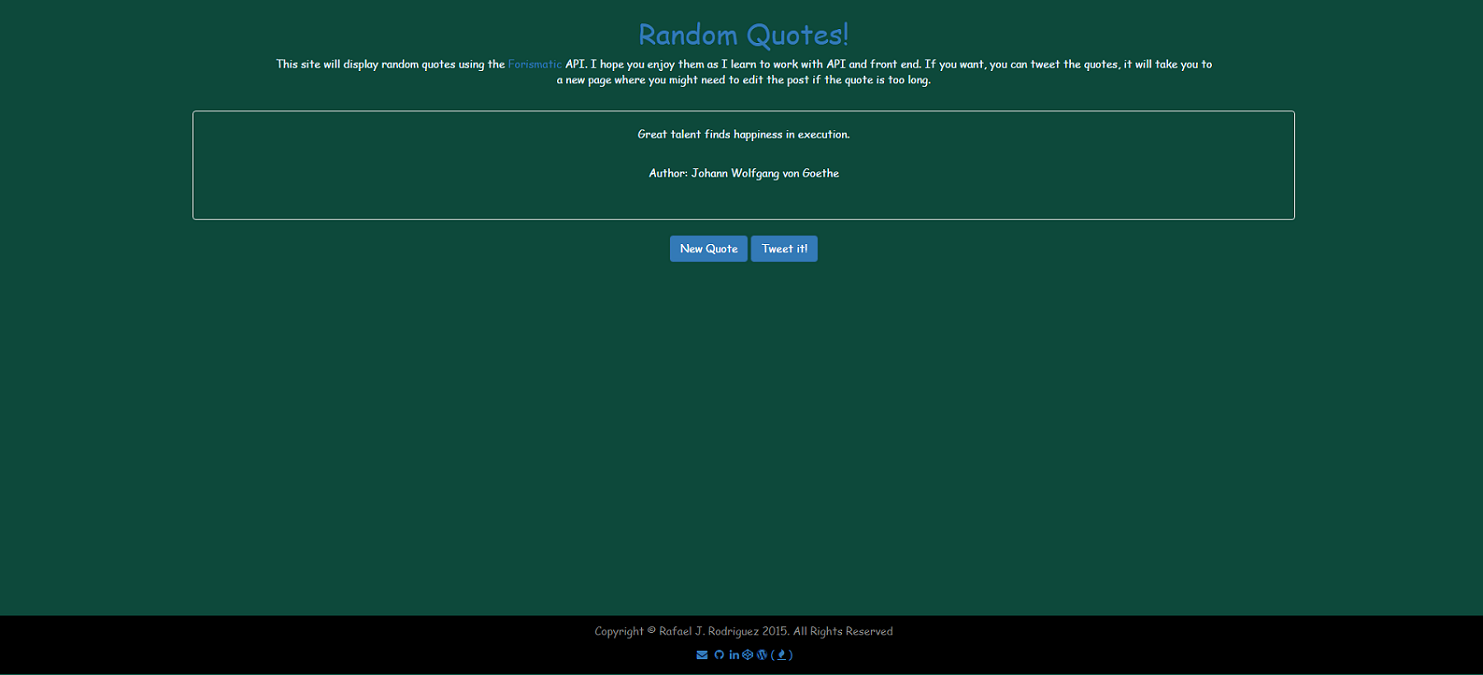 Random Quotes!
This site will display random quotes using the Forismatic API. I hope you enjoy them as I learn to work with API and front end. If you want, you can tweet the quotes, it will take you to
a new page where you might need to edit the post if the quote is too long.
Great talent finds happiness in execution.
Author: Johann Wolfgang von Goethe
New Quote Tweet it!
Copyright © Rafael J. Rodriguez 2015. All Rights Reserved